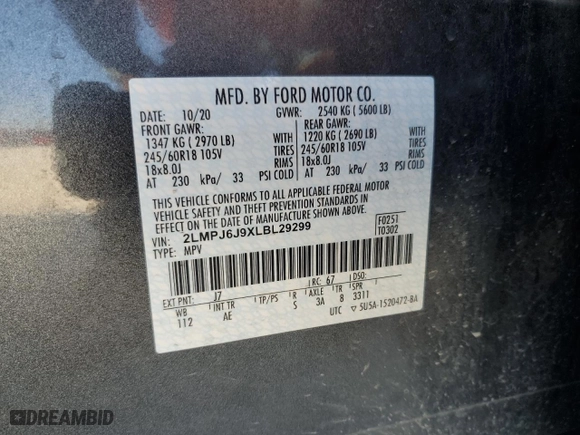 MFD. BY FORD MOTOR CO.
DATE: 10/20 GVWR: 2540 KG (5600 LB)
FRONT GAWR: REAR GAWR:
1347 KG (2970 LB) WITH 1220 KG (2690 LB) WITH
245/60R18 105V TIRES 245/60R18 105V TIRES
18x8.0J RIMS 18x8.0J RIMS
AT 230 kPa/ 33 PSI COLD AT 230 kPa/ 33 PSI COLD
THIS VEHICLE CONFORMS TO ALL APPLICABLE FEDERAL MOTOR
VEHICLE SAFETY AND THEFT PREVENTION STANDARDS IN
EFFECT ON THE DATE OF MANUFACTURE SHOWN ABOVE.
VIN: 2LMPJ6J9XLBL29299 F0251
TYPE: MPV T0302
EXT PNT: J7 RC: 67 DSO:
WB INT TR TP/PS R AXLE TR SPR
112 AE S 3A 8 3311
UTC ▽ 5U5A-1520472-BA
DREAMBID